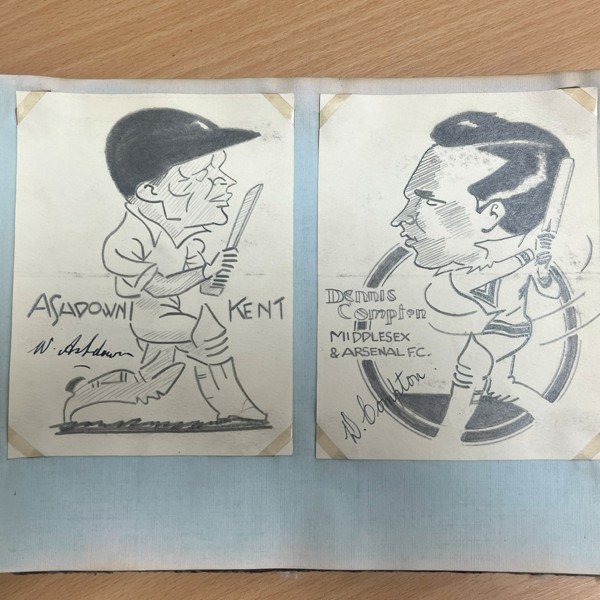 ASHDOWN
KENT
W. Ashdown
Dennis
Compton
MIDDLESEX
& ARSENAL F.C.
D. Compton.